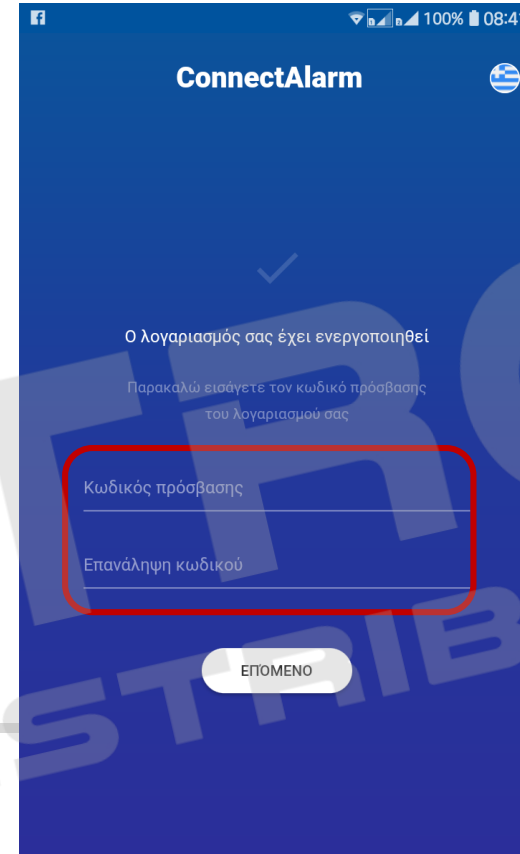 100% 08:4
ConnectAlarm
Ο λογαριασμός σας έχει ενεργοποιηθεί
Παρακαλώ εισάγετε τον κωδικό πρόσβασης
του λογαριασμού σας
Κωδικός πρόσβασης
Επανάληψη κωδικού
ΕΠΌΜΕΝΟ